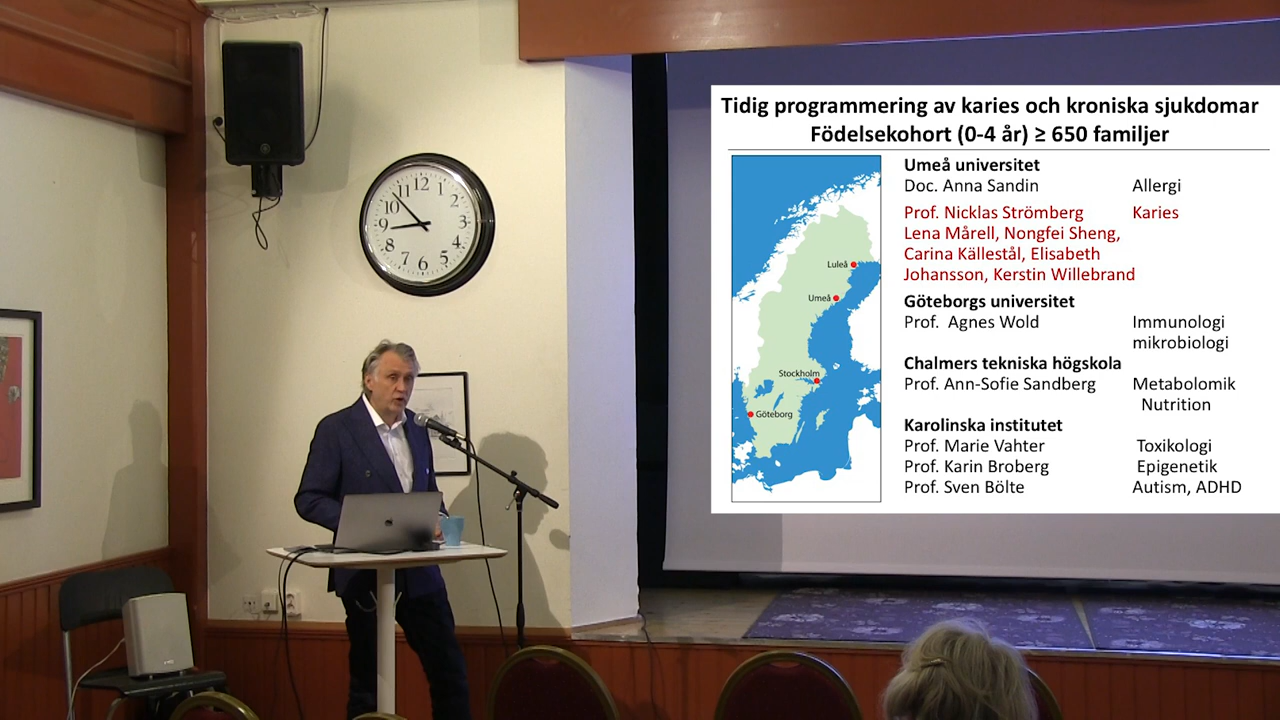 Tidig programmering av karies och kroniska sjukdomar
Födelsekohort (0-4 år) ≥ 650 familjer
Umeå universitet
Doc. Anna Sandin Allergi
Prof. Nicklas Strömberg Karies
Lena Mårell, Nongfei Sheng,
Carina Källestål, Elisabeth
Johansson, Kerstin Willebrand
Göteborgs universitet
Prof. Agnes Wold Immunologi
mikrobiologi
Chalmers tekniska högskola
Prof. Ann-Sofie Sandberg Metabolomik
Nutrition
Karolinska institutet
Prof. Marie Vahter Toxikologi
Prof. Karin Broberg Epigenetik
Prof. Sven Bölte Autism, ADHD
Luleå
Umeå
Stockholm
Göteborg
12
1
2
3
4
5
6
7
8
9
10
11